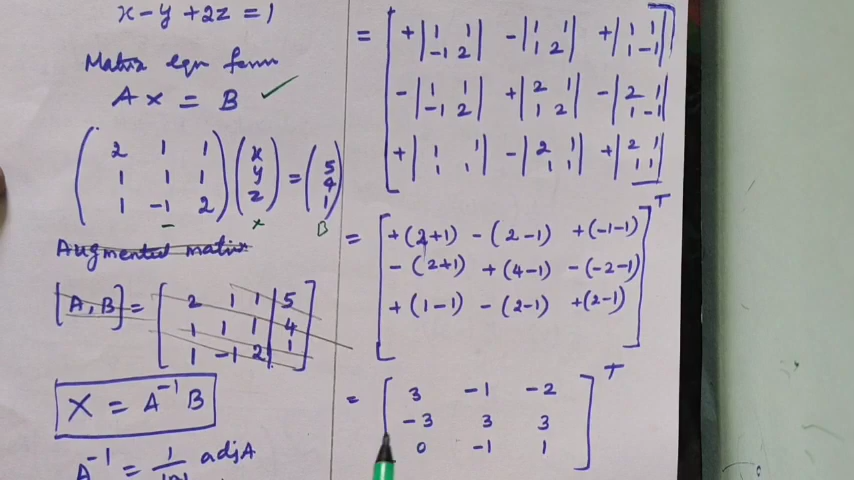 x - y + 2z = 1
Matrix eqn form
A x = B ✓
( 2 1 1 ) ( x ) = ( 5 )
( 1 1 1 ) ( y ) ( 4 )
( 1 -1 2 ) ( z ) ( 1 )
x B
Augmented matrix
[A, B] = [ 2 1 1 | 5 ]
[ 1 1 1 | 4 ]
[ 1 -1 2 | 1 ]
X = A⁻¹ B
A⁻¹ = 1 adjA
|A|
= [ +| 1 1 | -| 1 1 | +| 1 1 | ]
| -1 2 | | 1 2 | | 1 -1 |
-| 1 1 | +| 2 1 | -| 2 1 |
| -1 2 | | 1 2 | | 1 -1 |
+| 1 1 | -| 2 1 | +| 2 1 |
| 1 1 | | 1 1 | | 1 1 | ] T
= [ +(2+1) -(2-1) +(-1-1) ] T
-(2+1) +(4-1) -(-2-1)
+(1-1) -(2-1) +(2-1)
= [ 3 -1 -2 ] T
-3 3 3
0 -1 1